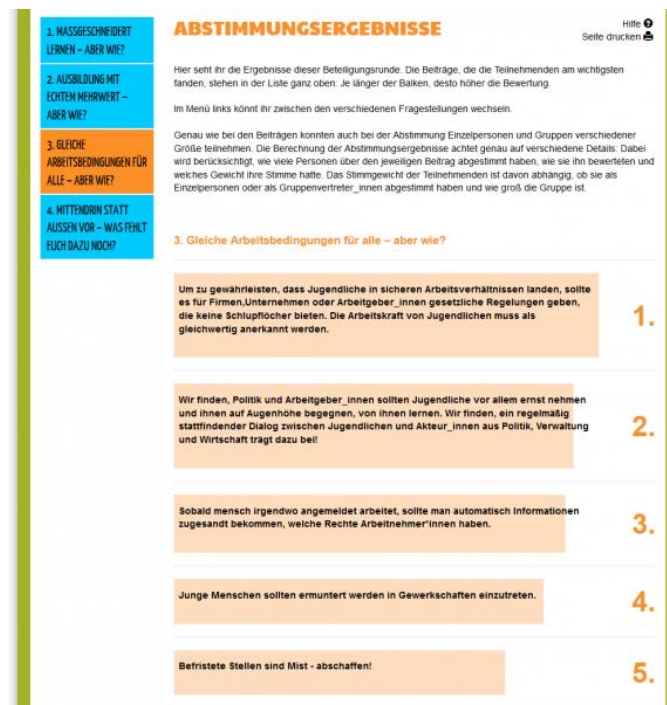 1. MASSGESCHNEIDERT
LERNEN – ABER WIE?
2. AUSBILDUNG MIT
ECHTEM MEHRWERT –
ABER WIE?
3. GLEICHE
ARBEITSBEDINGUNGEN FÜR
ALLE – ABER WIE?
4. MITTENDRIN STATT
AUSSEN VOR – WAS FEHLT
EUCH DAZU NOCH?
ABSTIMMUNGSERGEBNISSE
Hilfe
Seite drucken
Hier seht ihr die Ergebnisse dieser Beteiligungsrunde. Die Beiträge, die die Teilnehmenden am wichtigsten
fanden, stehen in der Liste ganz oben: Je länger der Balken, desto höher die Bewertung.
Im Menü links könnt ihr zwischen den verschiedenen Fragestellungen wechseln.
Genau wie bei den Beiträgen konnten auch bei der Abstimmung Einzelpersonen und Gruppen verschiedener
Größe teilnehmen. Die Berechnung der Abstimmungsergebnisse achtet genau auf verschiedene Details: Dabei
wird berücksichtigt, wie viele Personen über den jeweiligen Beitrag abgestimmt haben, wie sie ihn bewerteten und
welches Gewicht ihre Stimme hatte. Das Stimmgewicht der Teilnehmenden ist davon abhängig, ob sie als
Einzelpersonen oder als Gruppenvertreter_innen abgestimmt haben und wie groß die Gruppe ist.
3. Gleiche Arbeitsbedingungen für alle – aber wie?
Um zu gewährleisten, dass Jugendliche in sicheren Arbeitsverhältnissen landen, sollte
es für Firmen,Unternehmen oder Arbeitgeber_innen gesetzliche Regelungen geben,
die keine Schlupflöcher bieten. Die Arbeitskraft von Jugendlichen muss als
gleichwertig anerkannt werden.
1.
Wir finden, Politik und Arbeitgeber_innen sollten Jugendliche vor allem ernst nehmen
und ihnen auf Augenhöhe begegnen, von ihnen lernen. Wir finden, ein regelmäßig
stattfindender Dialog zwischen Jugendlichen und Akteur_innen aus Politik, Verwaltung
und Wirtschaft trägt dazu bei!
2.
Sobald mensch irgendwo angemeldet arbeitet, sollte man automatisch Informationen
zugesandt bekommen, welche Rechte Arbeitnehmer*innen haben.
3.
Junge Menschen sollten ermuntert werden in Gewerkschaften einzutreten.
4.
Befristete Stellen sind Mist - abschaffen!
5.